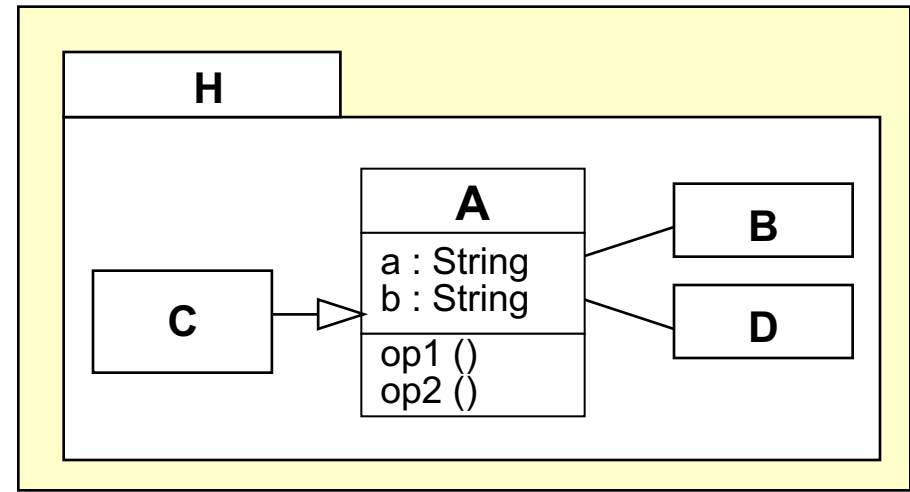 H
A
a : String
b : String
op1 ()
op2 ()
B
C
D